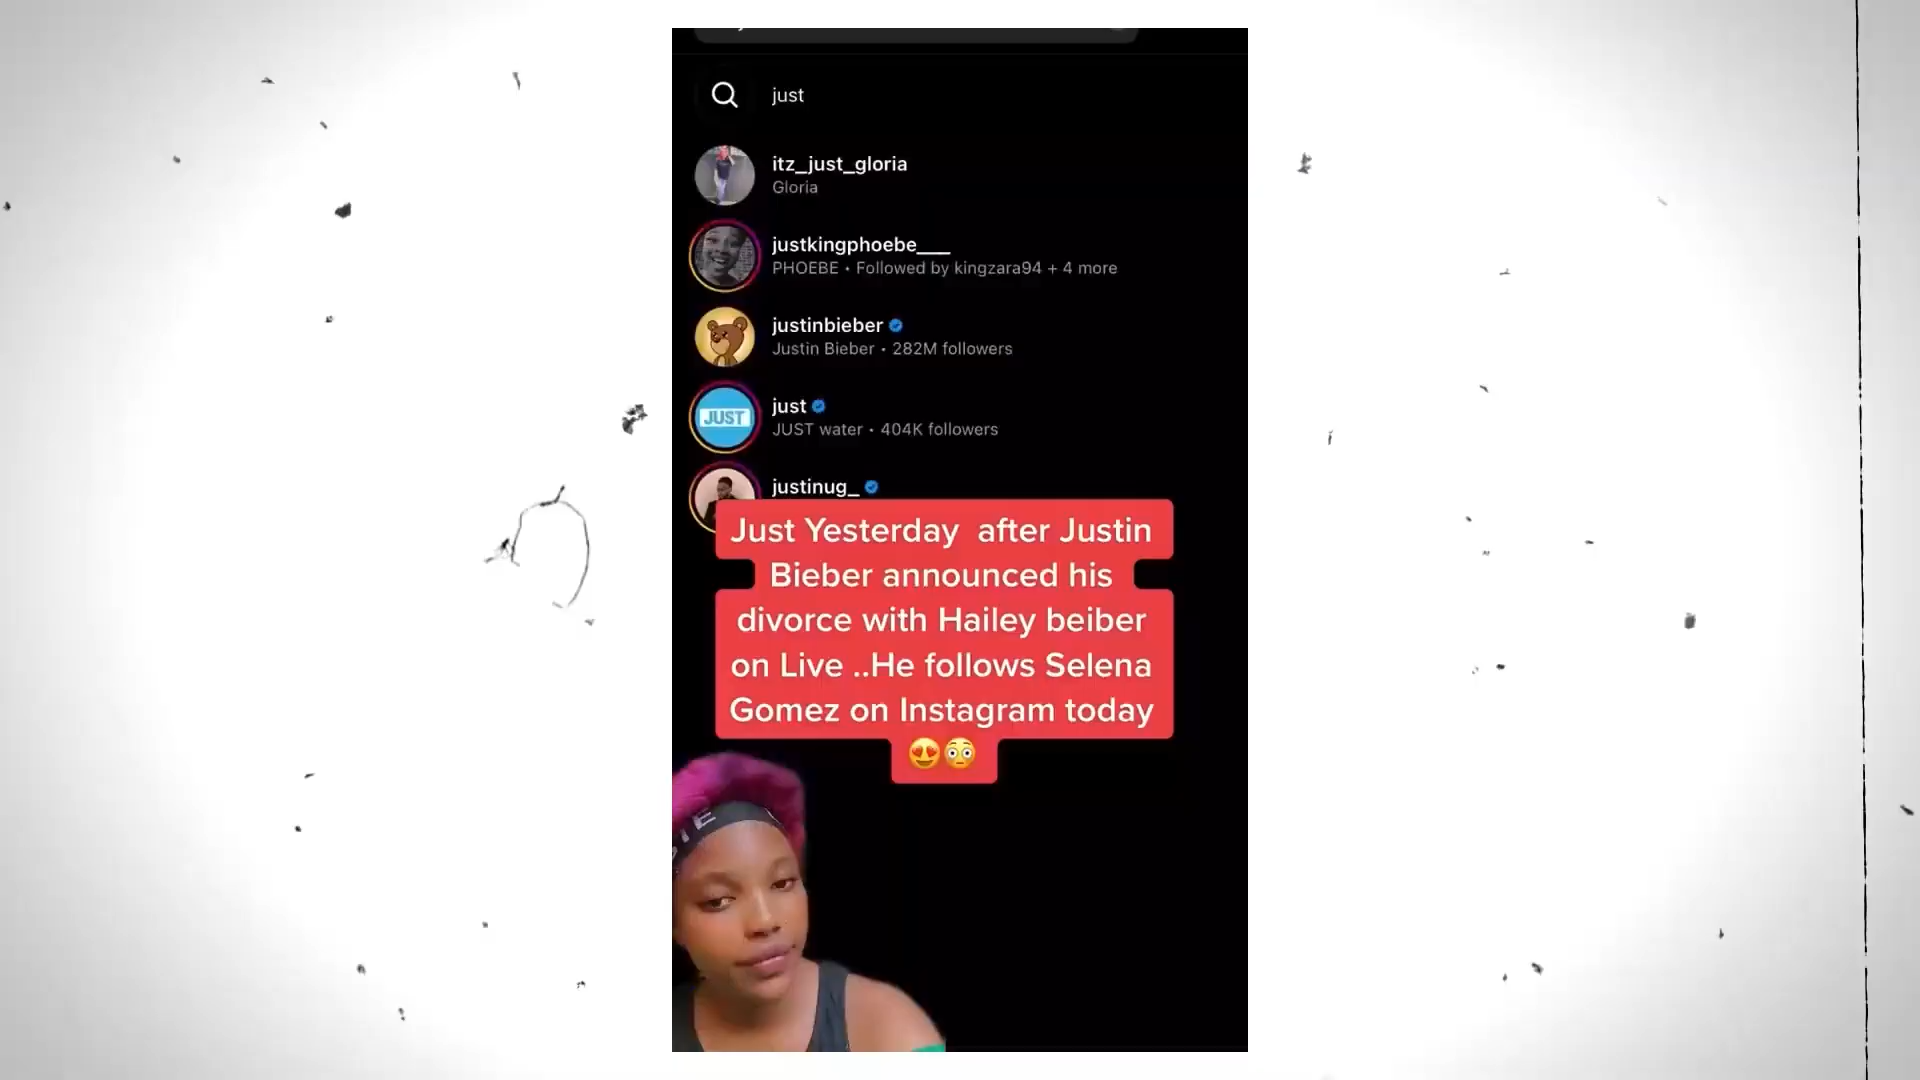 just
itz_just_gloria
Gloria
justkingphoebe___
PHOEBE • Followed by kingzara94 + 4 more
justinbieber
Justin Bieber • 282M followers
just
JUST
JUST water • 404K followers
justinug_
Just Yesterday after Justin
Bieber announced his
divorce with Hailey beiber
on Live ..He follows Selena
Gomez on Instagram today
😍😳